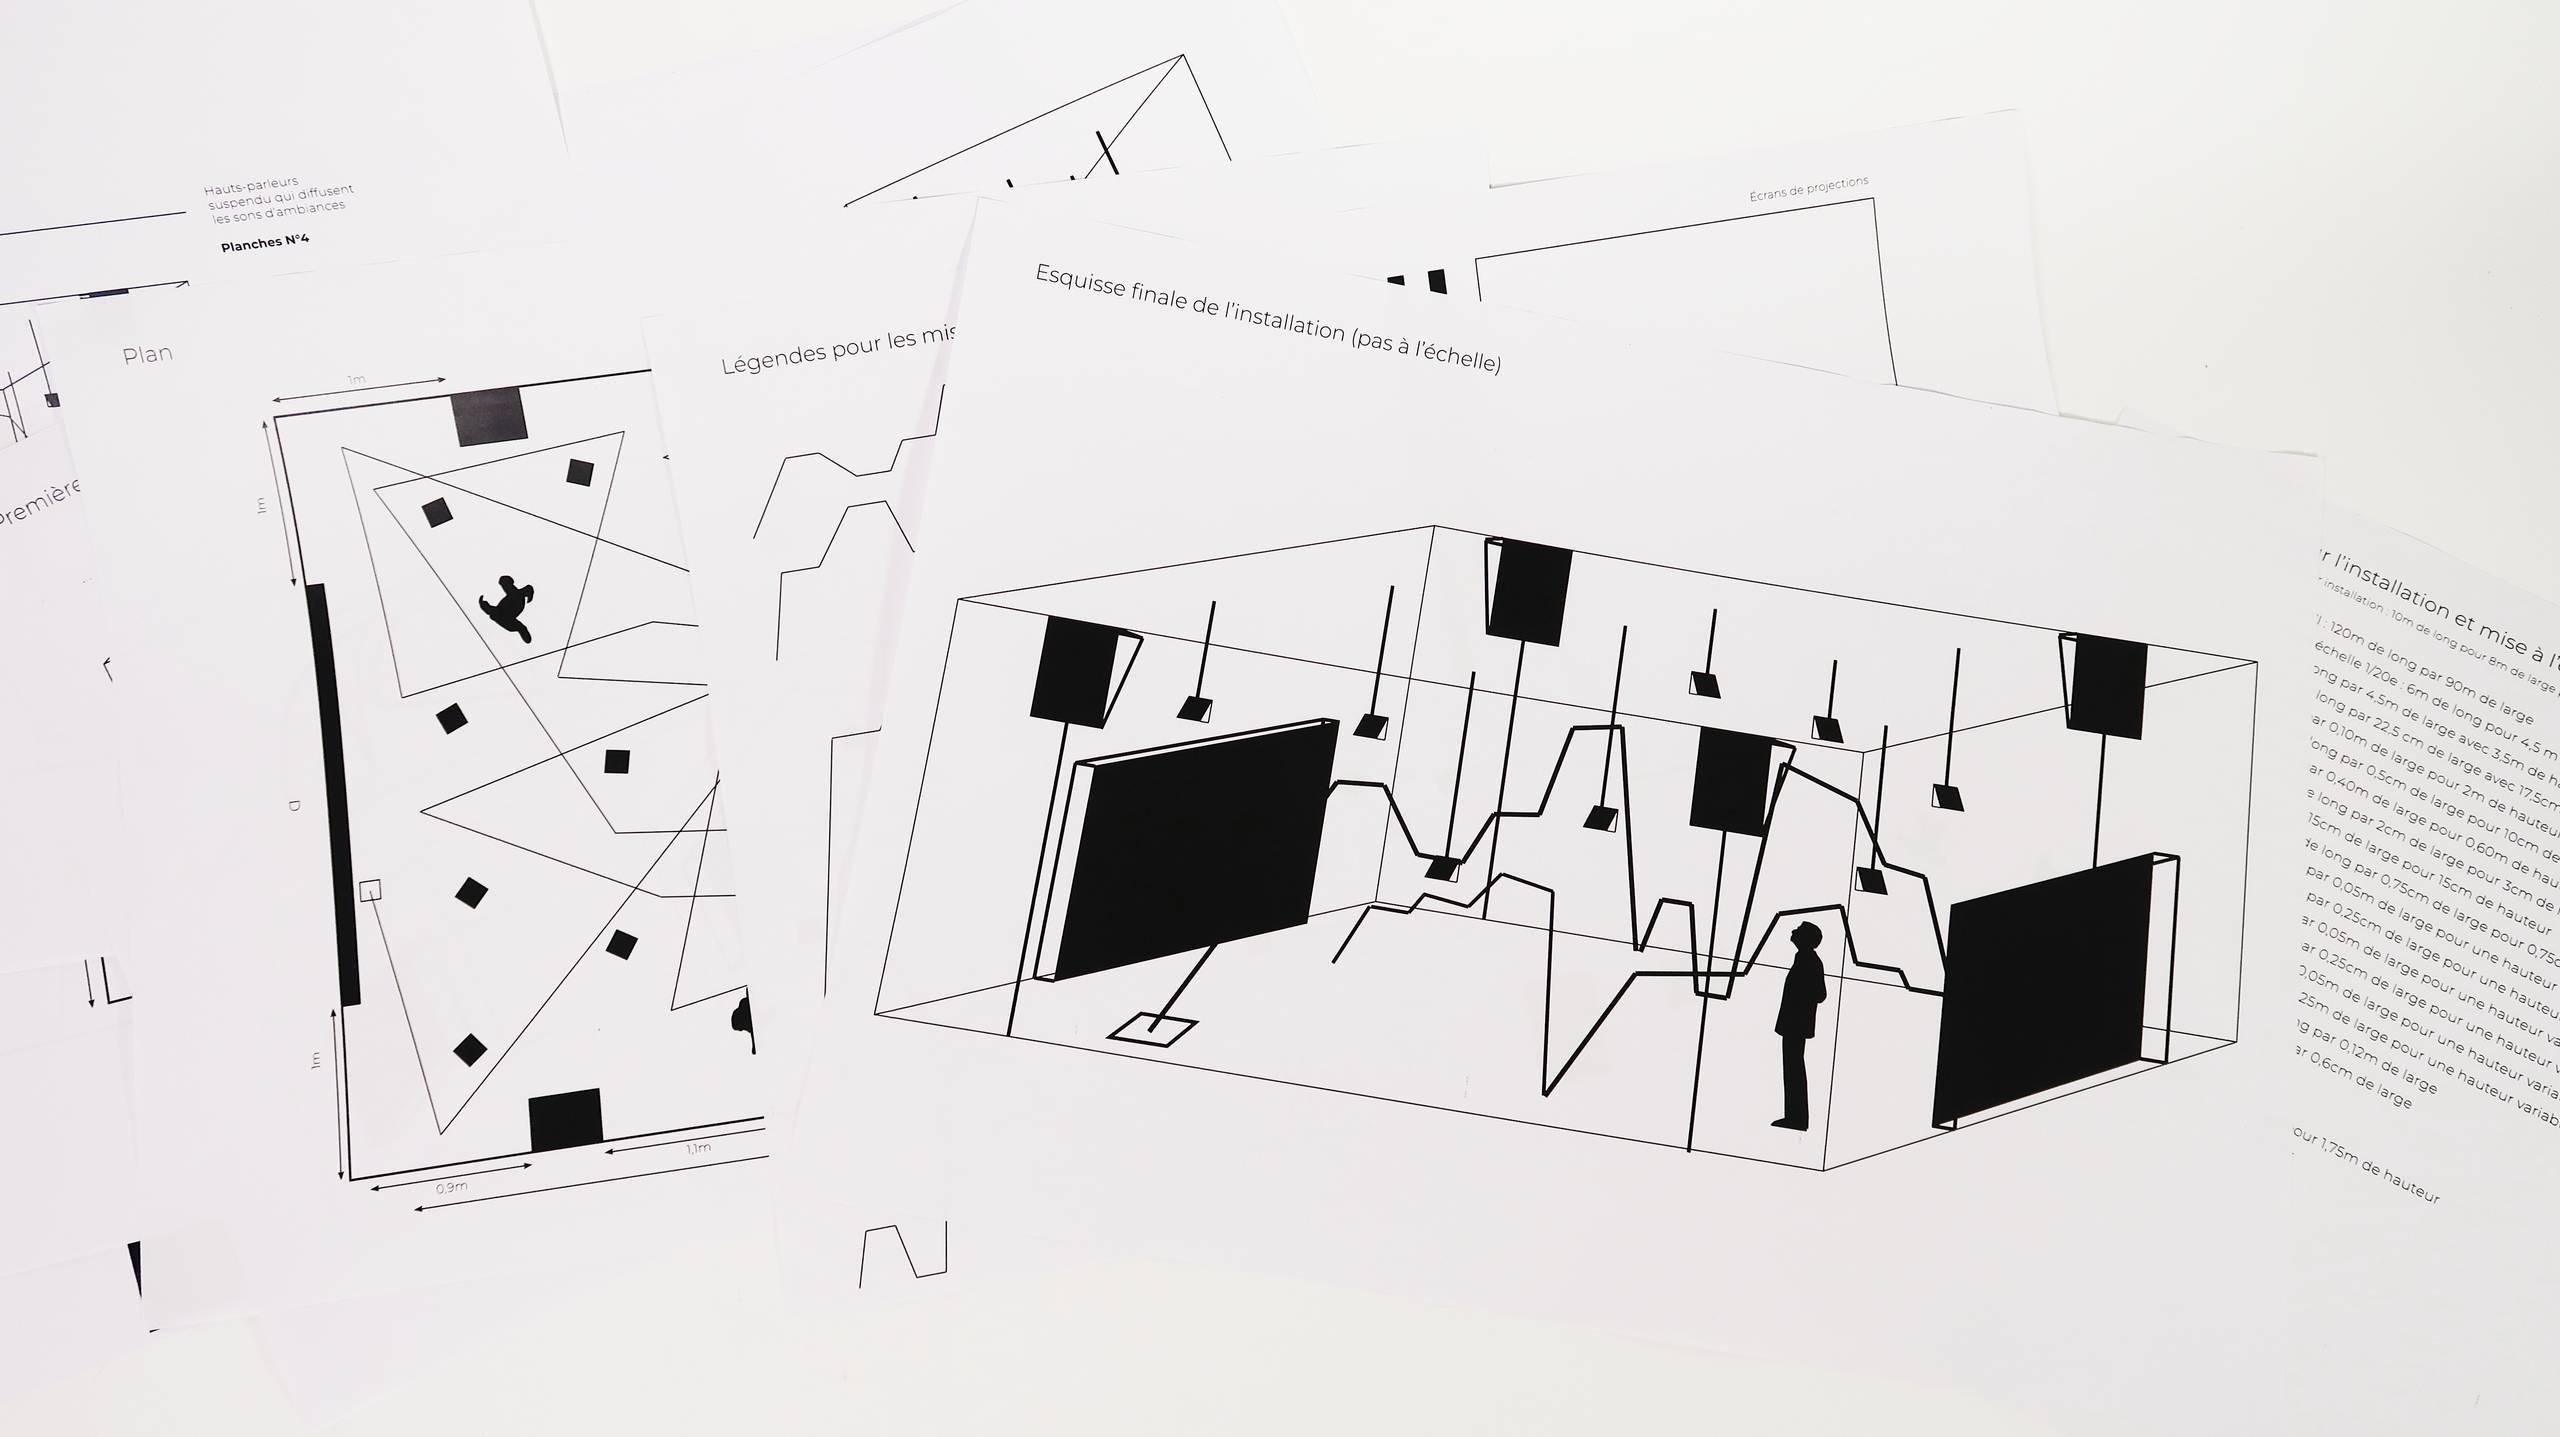 Hauts-parleurs
suspendu qui diffusent
les sons d'ambiances
Planches N°4
Écrans de projections
Plan
1m
1m
D
1m
0,9m
1,1m
Première
Légendes pour les mis
Esquisse finale de l'installation (pas à l'échelle)
r l'installation et mise à l'
installation : 10m de long pour 8m de large
: 120m de long par 90m de large
échelle 1/20e : 6m de long pour 4,5 m
ong par 4,5m de large avec 3,5m de ha
long par 22,5 cm de large avec 17,5cm
ar 0,10m de large pour 2m de hauteur
long par 0,5cm de large pour 10cm de
ar 0,40m de large pour 0,60m de hau
e long par 2cm de large pour 3cm de
15cm de large pour 15cm de hauteur
de long par 0,75cm de large pour 0,75c
par 0,05m de large pour une hauteur
par 0,25cm de large pour une hauteur
ar 0,05m de large pour une hauteur va
ar 0,25cm de large pour une hauteur v
0,05m de large pour une hauteur varia
25m de large pour une hauteur variab
ng par 0,12m de large
ar 0,6cm de large
our 1,75m de hauteur